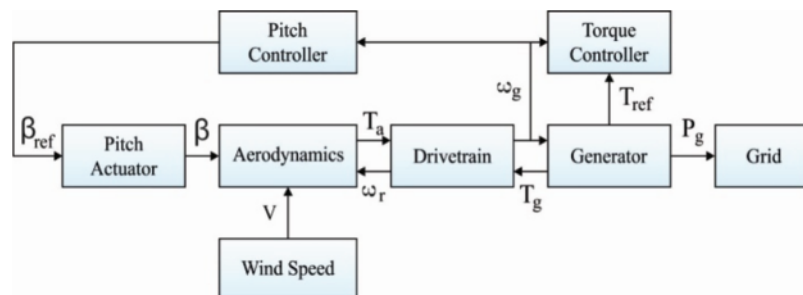 Pitch
Controller
Torque
Controller
ω_g
T_ref
β_ref
Pitch
Actuator
β
Aerodynamics
T_a
ω_r
Drivetrain
T_g
Generator
P_g
Grid
V
Wind Speed